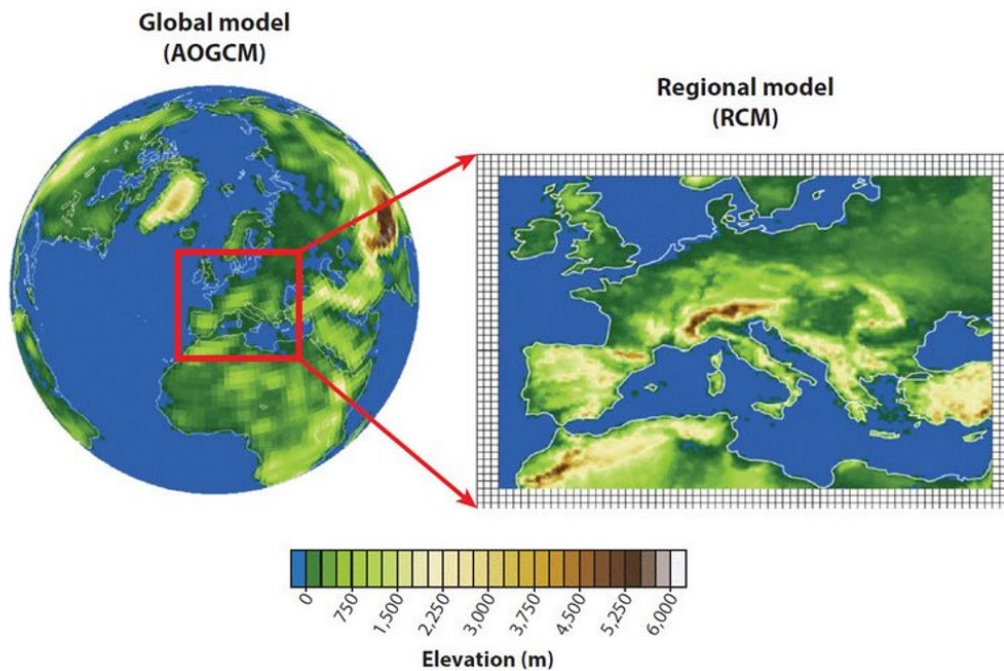 Global model
(AOGCM)
Regional model
(RCM)
0
750
1,500
2,250
3,000
3,750
4,500
5,250
6,000
Elevation (m)